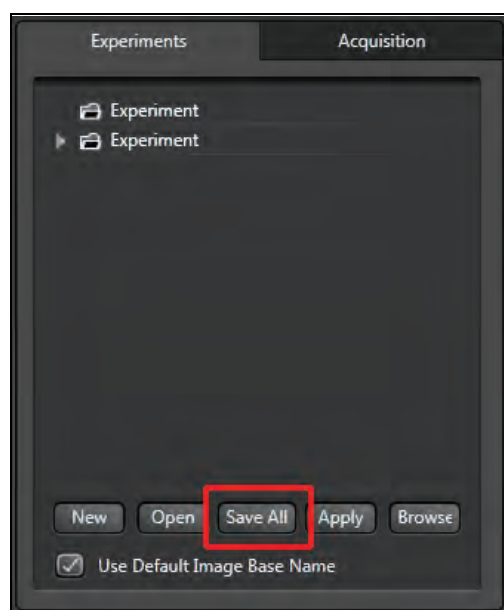 Experiments Acquisition
Experiment
Experiment
New Open Save All Apply Browse
Use Default Image Base Name